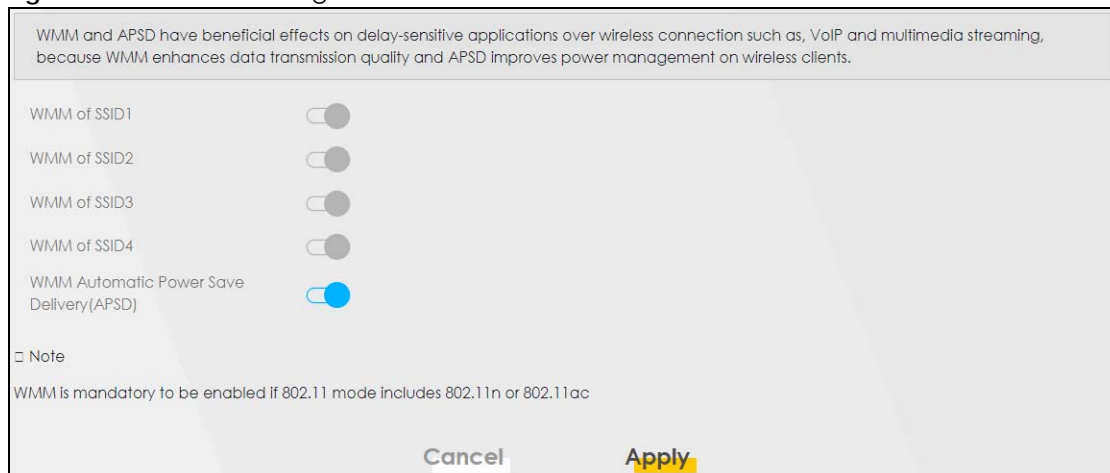 WMM and APSD have beneficial effects on delay-sensitive applications over wireless connection such as, VoIP and multimedia streaming,
because WMM enhances data transmission quality and APSD improves power management on wireless clients.
WMM of SSID1
WMM of SSID2
WMM of SSID3
WMM of SSID4
WMM Automatic Power Save
Delivery(APSD)
Note
WMM is mandatory to be enabled if 802.11 mode includes 802.11n or 802.11ac
Cancel Apply